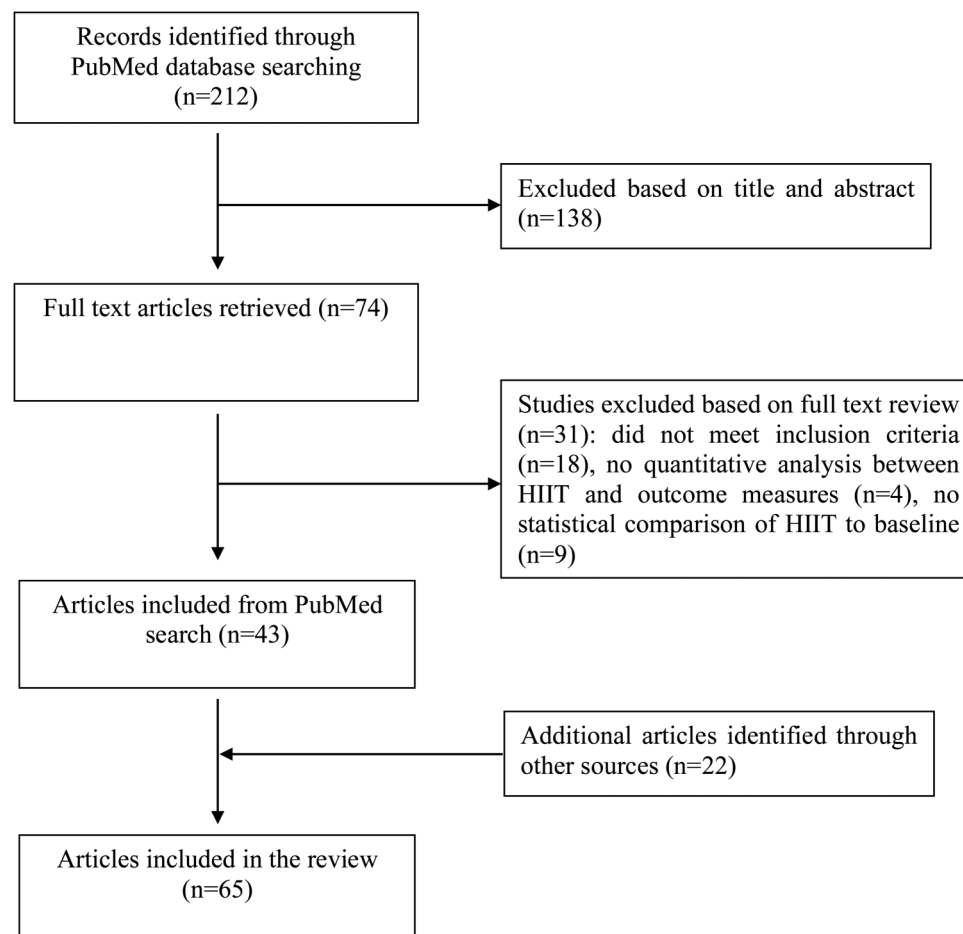 Records identified through
PubMed database searching
(n=212)
Excluded based on title and abstract
(n=138)
Full text articles retrieved (n=74)
Studies excluded based on full text review
(n=31): did not meet inclusion criteria
(n=18), no quantitative analysis between
HIIT and outcome measures (n=4), no
statistical comparison of HIIT to baseline
(n=9)
Articles included from PubMed
search (n=43)
Additional articles identified through
other sources (n=22)
Articles included in the review
(n=65)